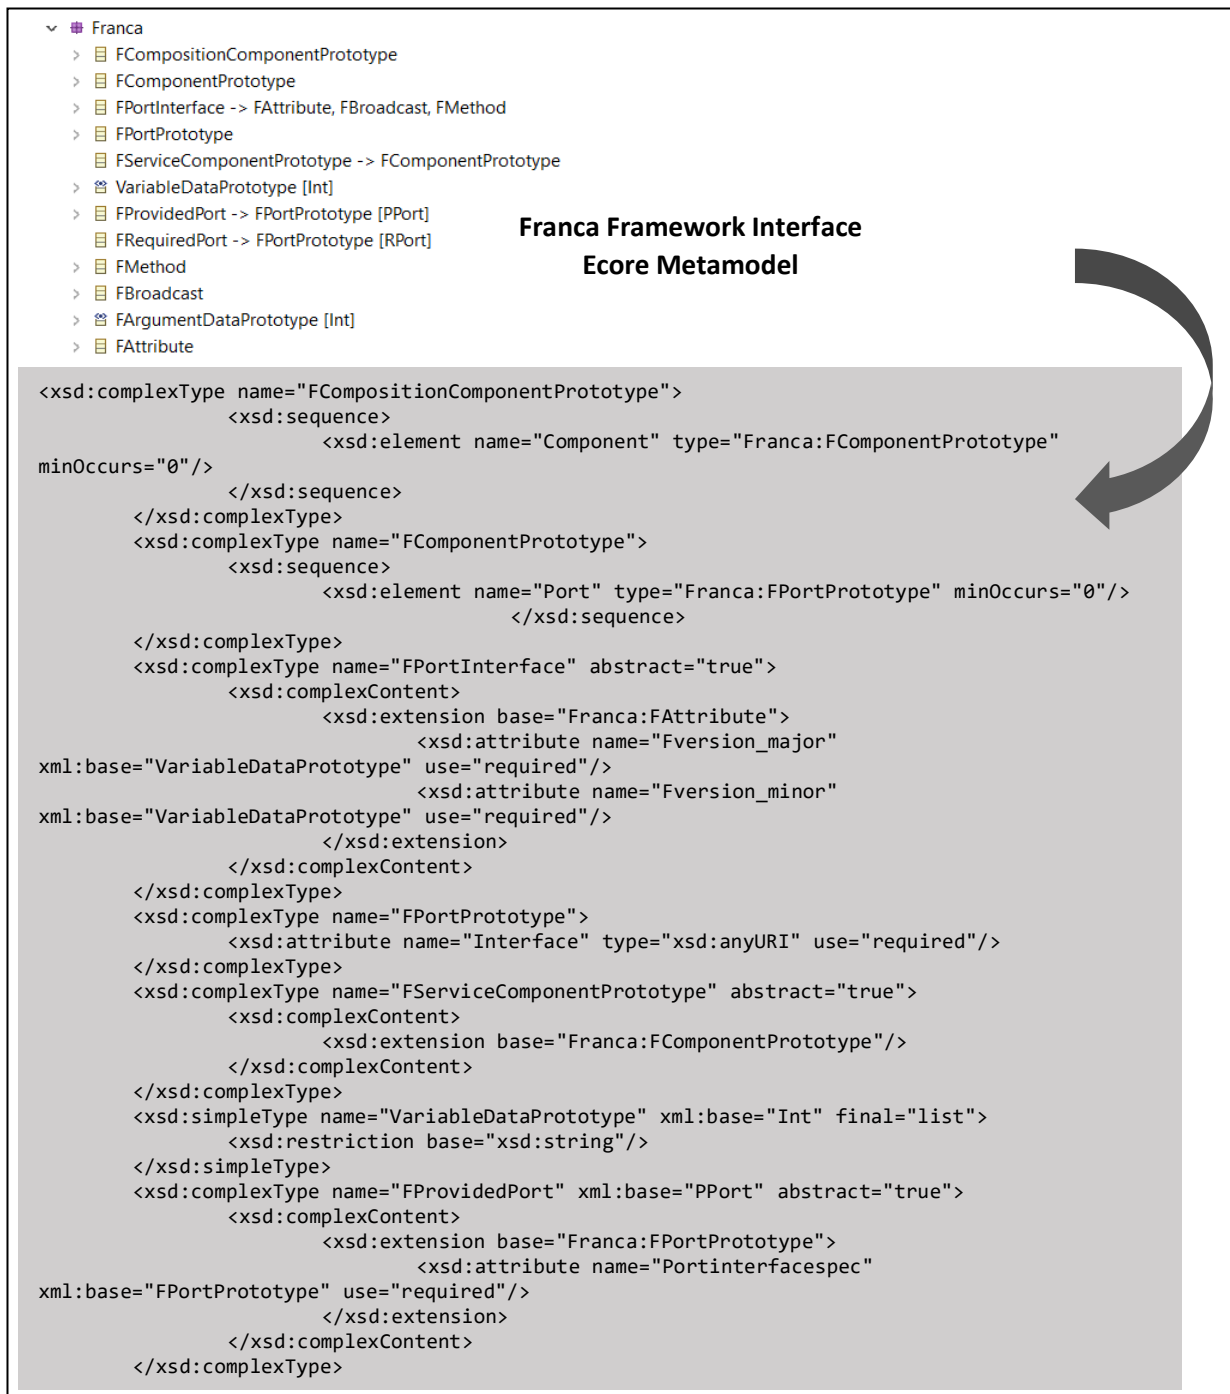 Franca
FCompositionComponentPrototype
FComponentPrototype
FPortInterface -> FAttribute, FBroadcast, FMethod
FPortPrototype
FServiceComponentPrototype -> FComponentPrototype
VariableDataPrototype [Int]
FProvidedPort -> FPortPrototype [PPort]
FRequiredPort -> FPortPrototype [RPort]
FMethod
FBroadcast
FArgumentDataPrototype [Int]
FAttribute
Franca Framework Interface
Ecore Metamodel
<xsd:complexType name="FCompositionComponentPrototype">
<xsd:sequence>
<xsd:element name="Component" type="Franca:FComponentPrototype"
minOccurs="0"/>
</xsd:sequence>
</xsd:complexType>
<xsd:complexType name="FComponentPrototype">
<xsd:sequence>
<xsd:element name="Port" type="Franca:FPortPrototype" minOccurs="0"/>
</xsd:sequence>
</xsd:complexType>
<xsd:complexType name="FPortInterface" abstract="true">
<xsd:complexContent>
<xsd:extension base="Franca:FAttribute">
<xsd:attribute name="Fversion_major"
xml:base="VariableDataPrototype" use="required"/>
<xsd:attribute name="Fversion_minor"
xml:base="VariableDataPrototype" use="required"/>
</xsd:extension>
</xsd:complexContent>
</xsd:complexType>
<xsd:complexType name="FPortPrototype">
<xsd:attribute name="Interface" type="xsd:anyURI" use="required"/>
</xsd:complexType>
<xsd:complexType name="FServiceComponentPrototype" abstract="true">
<xsd:complexContent>
<xsd:extension base="Franca:FComponentPrototype"/>
</xsd:complexContent>
</xsd:complexType>
<xsd:simpleType name="VariableDataPrototype" xml:base="Int" final="list">
<xsd:restriction base="xsd:string"/>
</xsd:simpleType>
<xsd:complexType name="FProvidedPort" xml:base="PPort" abstract="true">
<xsd:complexContent>
<xsd:extension base="Franca:FPortPrototype">
<xsd:attribute name="Portinterfacespec"
xml:base="FPortPrototype" use="required"/>
</xsd:extension>
</xsd:complexContent>
</xsd:complexType>